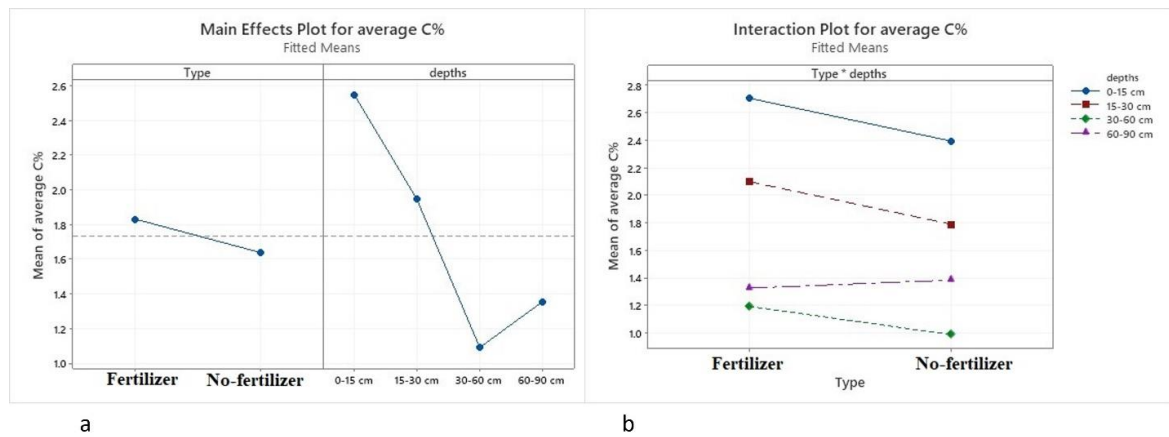 Main Effects Plot for average C%
Fitted Means
Type
depths
Mean of average C%
2.6
2.4
2.2
2.0
1.8
1.6
1.4
1.2
1.0
Fertilizer No-fertilizer 0-15 cm 15-30 cm 30-60 cm 60-90 cm
a
Interaction Plot for average C%
Fitted Means
Type * depths
Mean of average C%
2.8
2.6
2.4
2.2
2.0
1.8
1.6
1.4
1.2
1.0
Fertilizer No-fertilizer
Type
depths
0-15 cm
15-30 cm
30-60 cm
60-90 cm
b